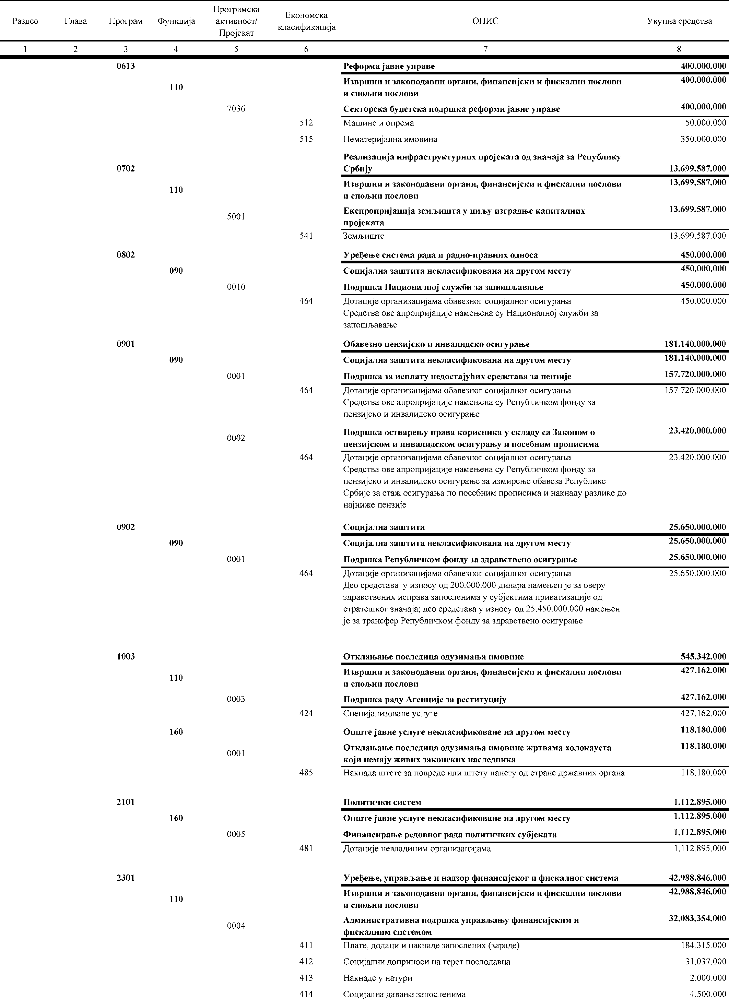 Раздео Глава Програм Функција Програмска активност/ Пројекат Економска класификација ОПИС Укупна средства
1 2 3 4 5 6 7 8
0613 Реформа јавне управе 400.000.000
110 Извршни и законодавни органи, финансијски и фискални послови 400.000.000
и спољни послови
7036 Секторска буџетска подршка реформи јавне управе 400.000.000
512 Машине и опрема 50.000.000
515 Нематеријална имовина 350.000.000
Реализација инфраструктурних пројеката од значаја за Републику
0702 Србију 13.699.587.000
110 Извршни и законодавни органи, финансијски и фискални послови 13.699.587.000
и спољни послови
5001 Експропријација земљишта у циљу изградње капиталних 13.699.587.000
пројеката
541 Земљиште 13.699.587.000
0802 Уређење система рада и радно-правних односа 450.000.000
090 Социјална заштита некласификована на другом месту 450.000.000
0010 Подршка Националној служби за запошљавање 450.000.000
464 Дотације организацијама обавезног социјалног осигурања 450.000.000
Средства ове апропријације намењена су Националној служби за
запошљавање
0901 Обавезно пензијско и инвалидско осигурање 181.140.000.000
090 Социјална заштита некласификована на другом месту 181.140.000.000
0001 Подршка за исплату недостајућих средстава за пензије 157.720.000.000
464 Дотације организацијама обавезног социјалног осигурања 157.720.000.000
Средства ове апропријације намењена су Републичком фонду за
пензијско и инвалидско осигурање
0002 Подршка остварењу права корисника у складу са Законом о 23.420.000.000
пензијском и инвалидском осигурању и посебним прописима
464 Дотације организацијама обавезног социјалног осигурања 23.420.000.000
Средства ове апропријације намењена су Републичком фонду за
пензијско и инвалидско осигурање за измирење обавеза Републике
Србије за стаж осигурања по посебним прописима и накнаду разлике до
најниже пензије
0902 Социјална заштита 25.650.000.000
090 Социјална заштита некласификована на другом месту 25.650.000.000
0001 Подршка Републичком фонду за здравствено осигурање 25.650.000.000
464 Дотације организацијама обавезног социјалног осигурања 25.650.000.000
Део средстава у износу од 200.000.000 динара намењен је за оверу
здравствених исправа запосленима у субјектима приватизације од
стратешког значаја; део средстава у износу од 25.450.000.000 намењен
је за трансфер Републичком фонду за здравствено осигурање
1003 Отклањање последица одузимања имовине 545.342.000
110 Извршни и законодавни органи, финансијски и фискални послови 427.162.000
и спољни послови
0003 Подршка раду Агенције за реституцију 427.162.000
424 Специјализоване услуге 427.162.000
160 Опште јавне услуге некласификоване на другом месту 118.180.000
0001 Отклањање последица одузимања имовине жртвама холокауста 118.180.000
који немају живих законских наследника
485 Накнада штете за повреде или штету нанету од стране државних органа 118.180.000
2101 Политички систем 1.112.895.000
160 Опште јавне услуге некласификоване на другом месту 1.112.895.000
0005 Финансирање редовног рада политичких субјеката 1.112.895.000
481 Дотације невладиним организацијама 1.112.895.000
2301 Уређење, управљање и надзор финансијског и фискалног система 42.988.846.000
110 Извршни и законодавни органи, финансијски и фискални послови 42.988.846.000
и спољни послови
0004 Административна подршка управљању финансијским и 32.083.354.000
фискалним системом
411 Плате, додаци и накнаде запослених (зараде) 184.315.000
412 Социјални доприноси на терет послодавца 31.037.000
413 Накнаде у натури 2.000.000
414 Социјална давања запосленима 4.500.000